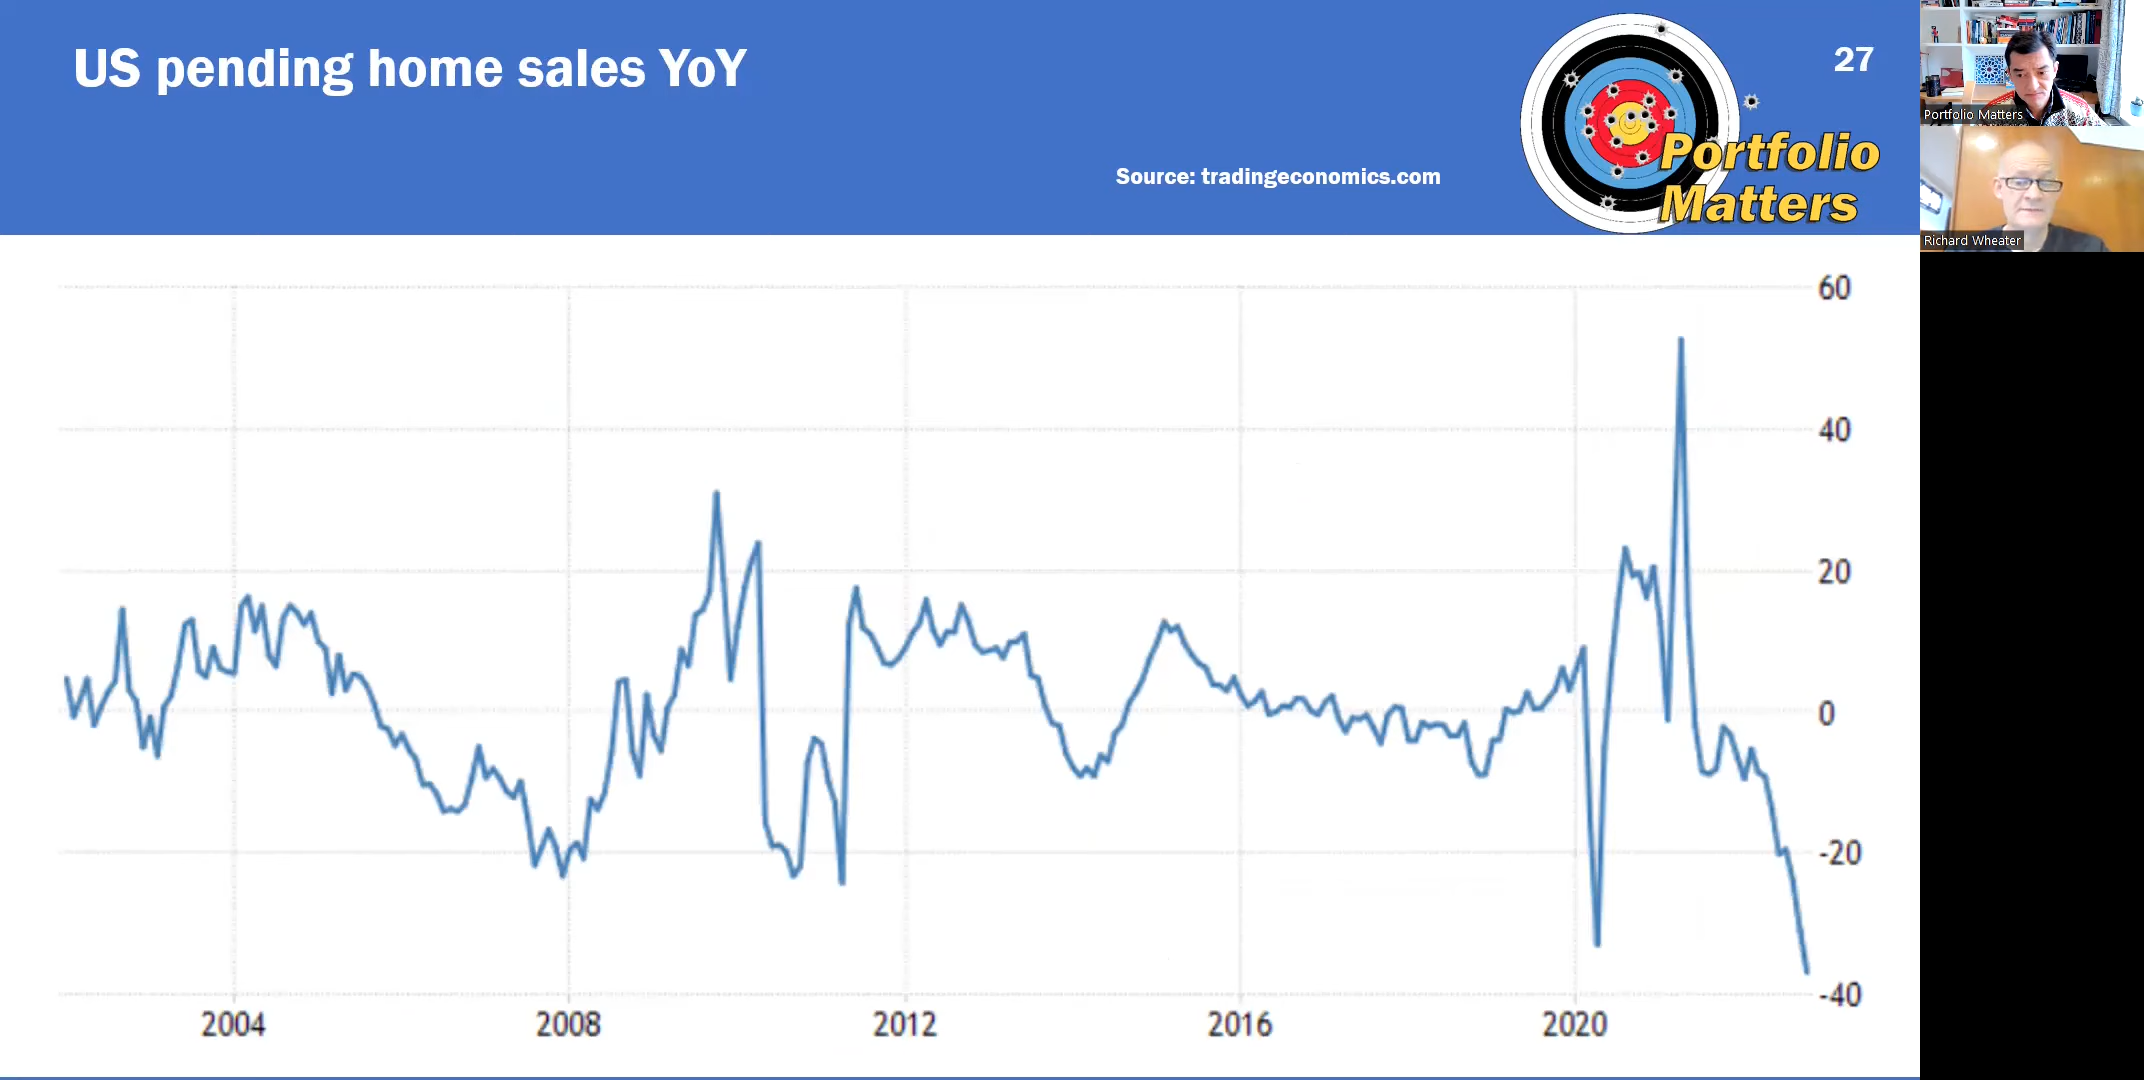 US pending home sales YoY
27
Source: tradingeconomics.com
Portfolio
Matters
Portfolio Matters
Richard Wheater
60
40
20
0
-20
-40
2004 2008 2012 2016 2020